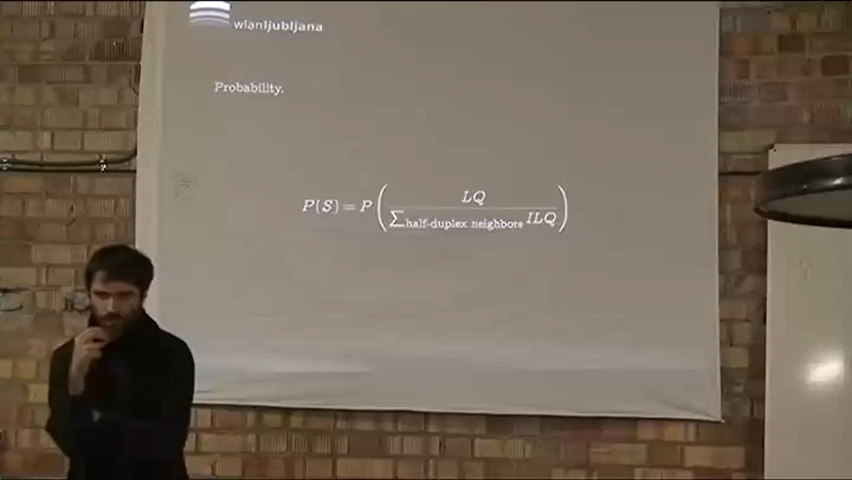 wlanljubljana
Probability.
P(S) = P ( LQ / ∑half-duplex neighbors ILQ )